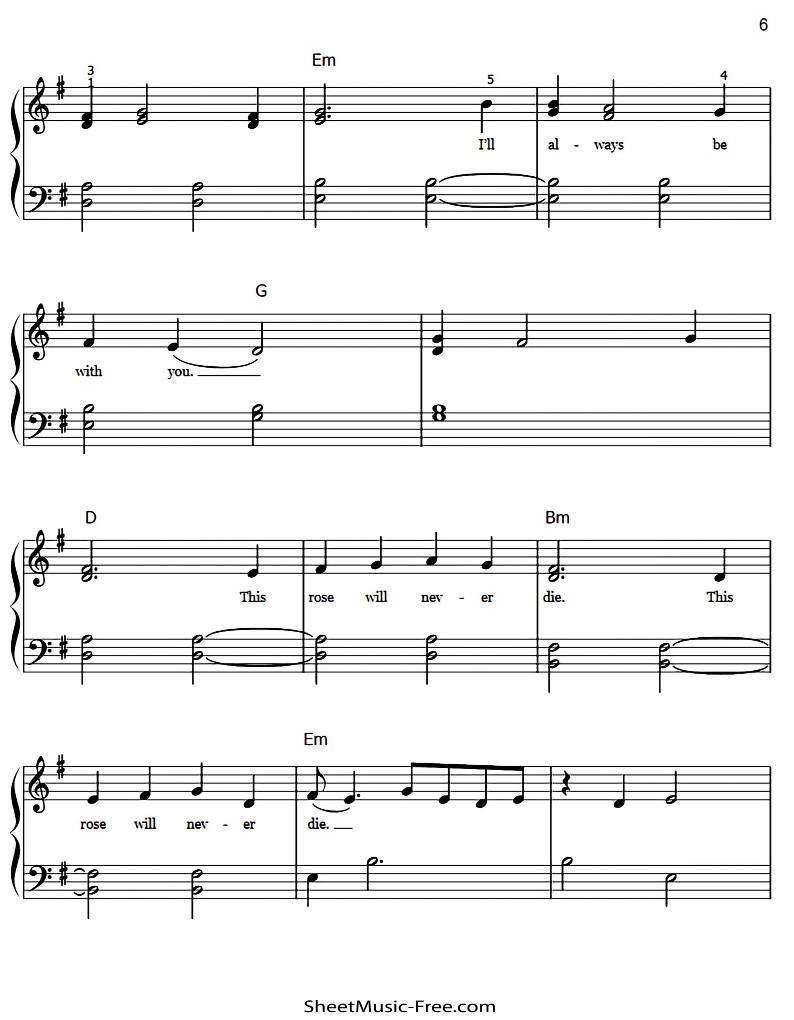 6
Em
3
1
5
4
I'll al - ways be
G
with you.
D Bm
This rose will nev - er die. This
Em
rose will nev - er die.
SheetMusic-Free.com